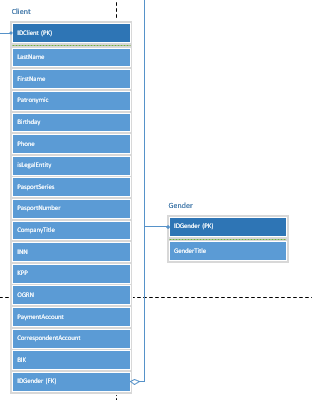 Client
IDClient (PK)
LastName
FirstName
Patronymic
Birthday
Phone
isLegalEntity
PasportSeries
PasportNumber
CompanyTitle
INN
KPP
OGRN
PaymentAccount
CorrespondentAccount
BIK
IDGender (FK)
Gender
IDGender (PK)
GenderTitle